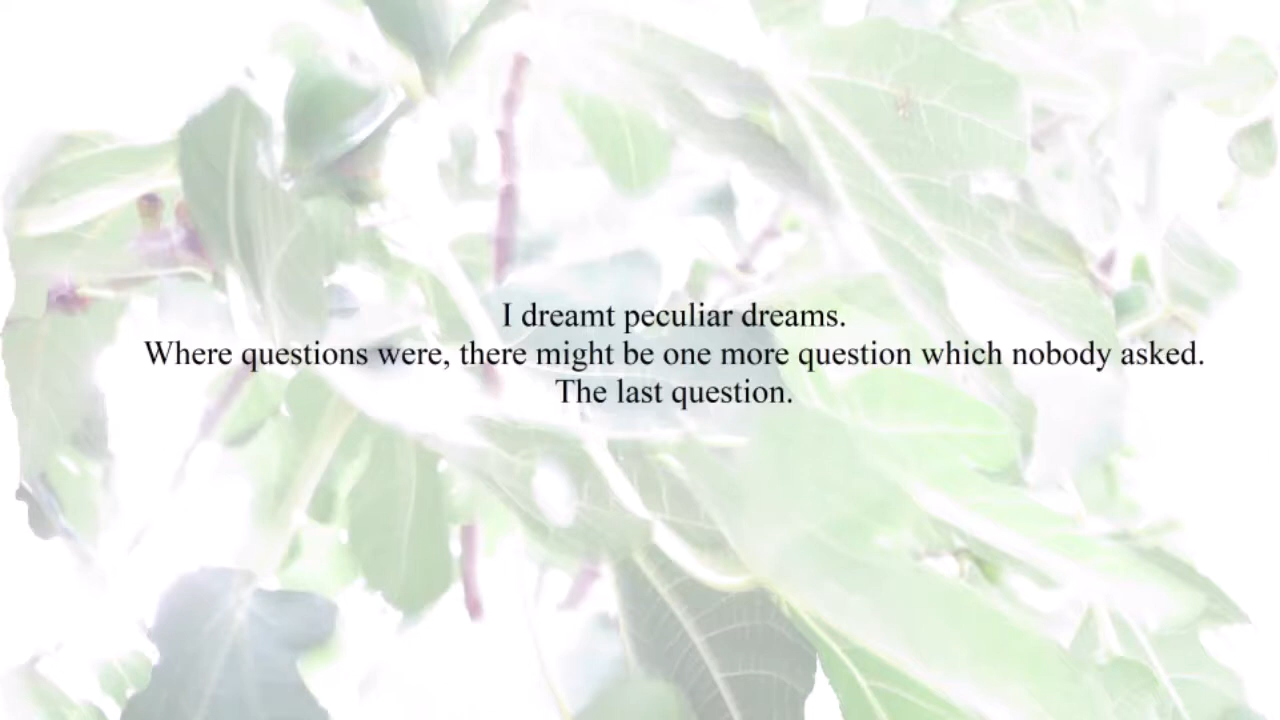 I dreamt peculiar dreams.
Where questions were, there might be one more question which nobody asked.
The last question.